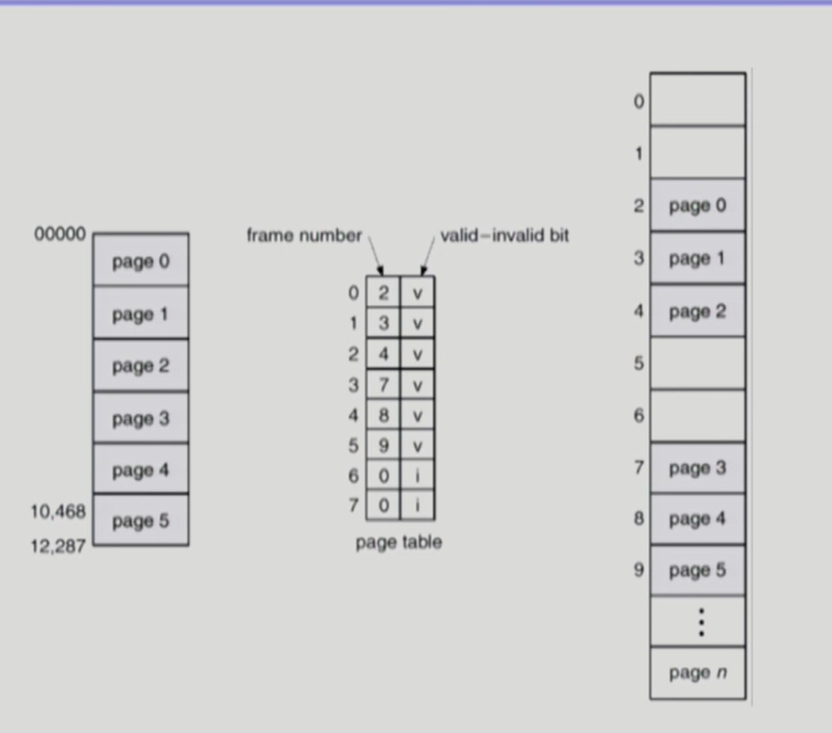 00000
page 0
page 1
page 2
page 3
page 4
10,468
page 5
12,287
frame number
valid–invalid bit
0 2 v
1 3 v
2 4 v
3 7 v
4 8 v
5 9 v
6 0 i
7 0 i
page table
0
1
2 page 0
3 page 1
4 page 2
5
6
7 page 3
8 page 4
9 page 5
⋮
page n